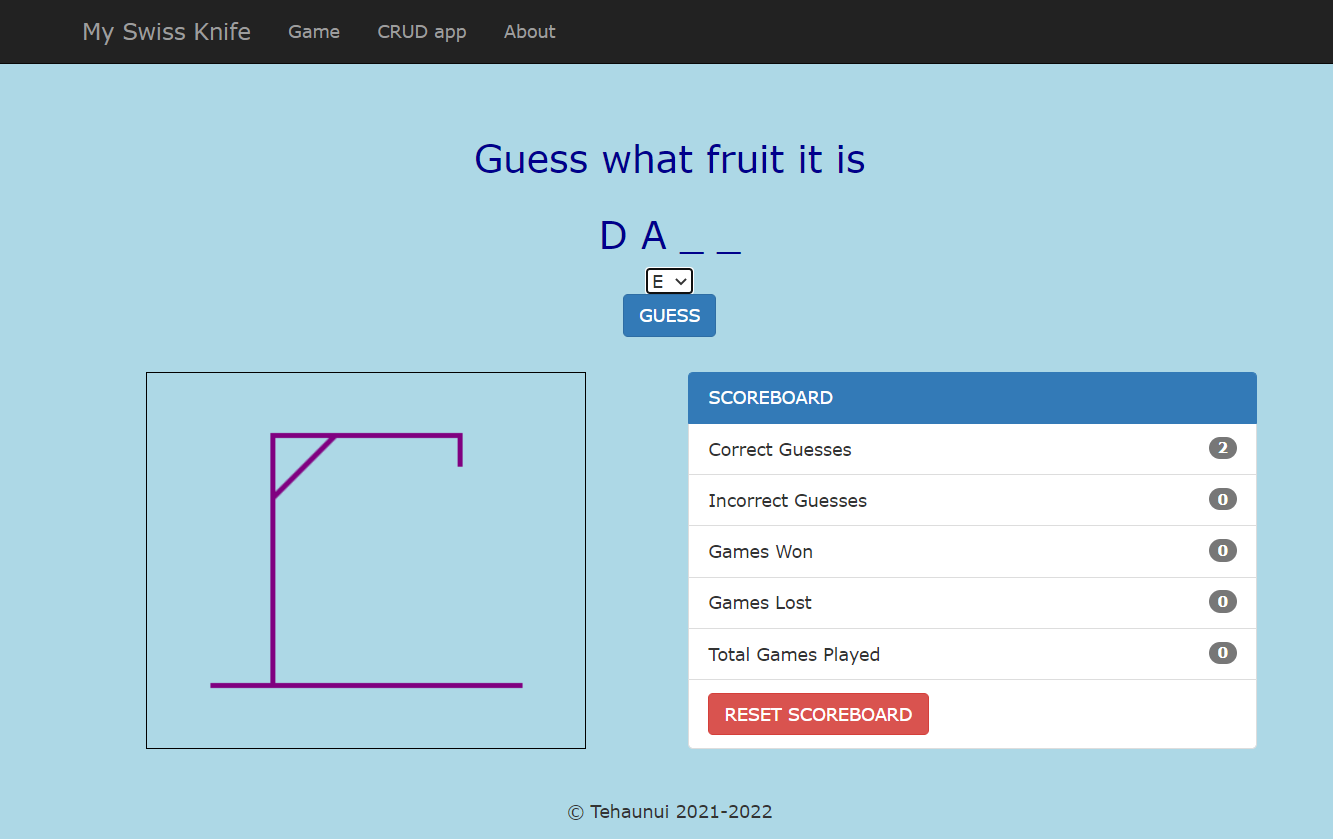 My Swiss Knife Game CRUD app About
Guess what fruit it is
D A _ _
E
GUESS
SCOREBOARD
Correct Guesses 2
Incorrect Guesses 0
Games Won 0
Games Lost 0
Total Games Played 0
RESET SCOREBOARD
© Tehaunui 2021-2022